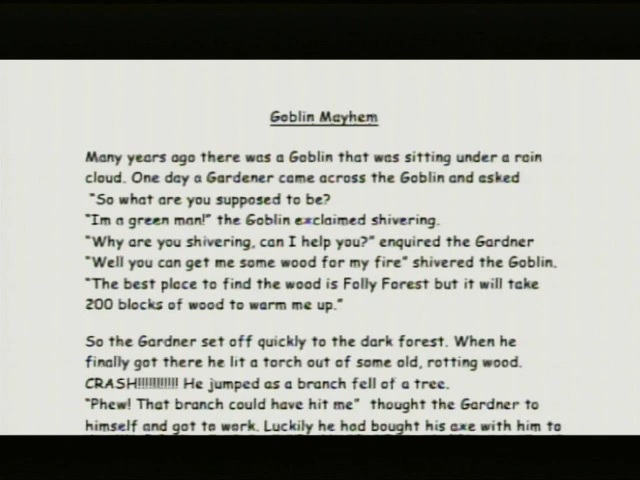 Goblin Mayhem
Many years ago there was a Goblin that was sitting under a rain
cloud. One day a Gardener came across the Goblin and asked
"So what are you supposed to be?
"Im a green man!" the Goblin exclaimed shivering.
"Why are you shivering, can I help you?" enquired the Gardner
"Well you can get me some wood for my fire" shivered the Goblin.
"The best place to find the wood is Folly Forest but it will take
200 blocks of wood to warm me up."
So the Gardner set off quickly to the dark forest. When he
finally got there he lit a torch out of some old, rotting wood.
CRASH!!!!!!!!!!! He jumped as a branch fell of a tree.
"Phew! That branch could have hit me" thought the Gardner to
himself and got to work. Luckily he had bought his axe with him to